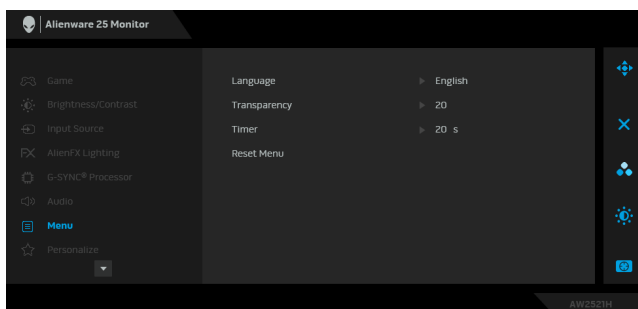 Alienware 25 Monitor
Game
Brightness/Contrast
Input Source
AlienFX Lighting
G-SYNC® Processor
Audio
Menu
Personalize
Language English
Transparency 20
Timer 20 s
Reset Menu
AW2521H